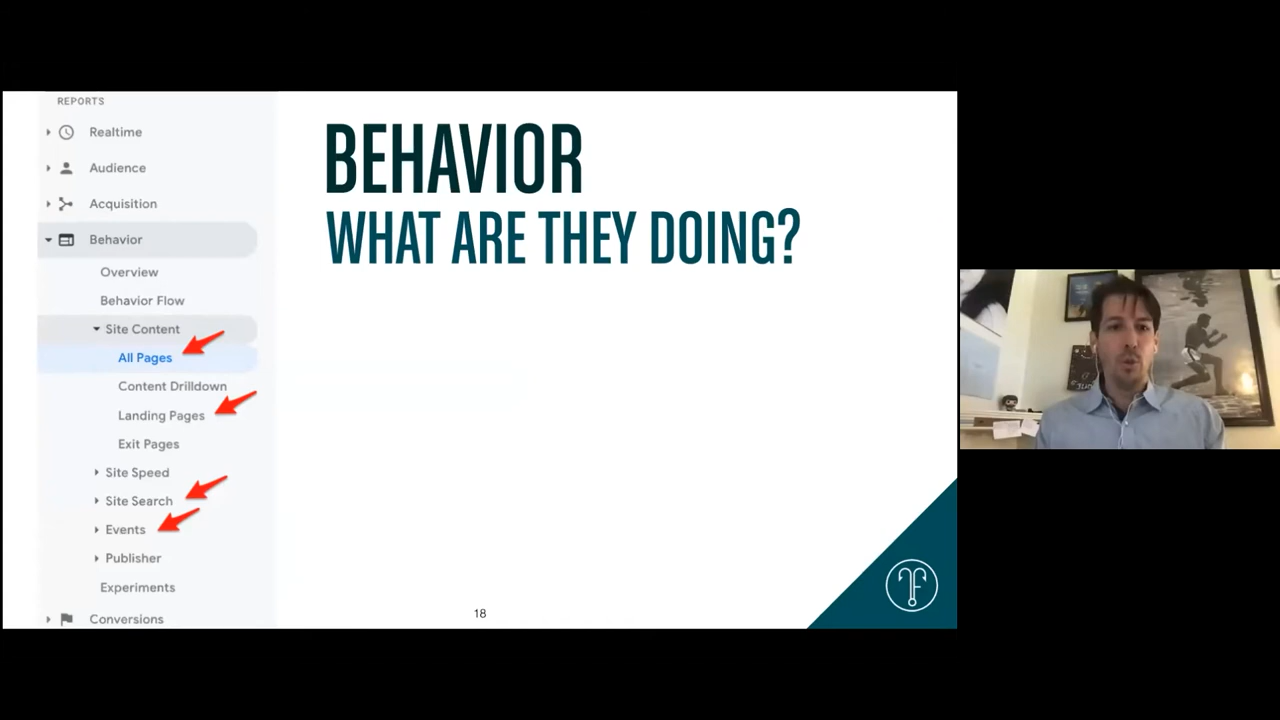 REPORTS
Realtime
Audience
Acquisition
Behavior
Overview
Behavior Flow
Site Content
All Pages
Content Drilldown
Landing Pages
Exit Pages
Site Speed
Site Search
Events
Publisher
Experiments
Conversions
BEHAVIOR
WHAT ARE THEY DOING?
18